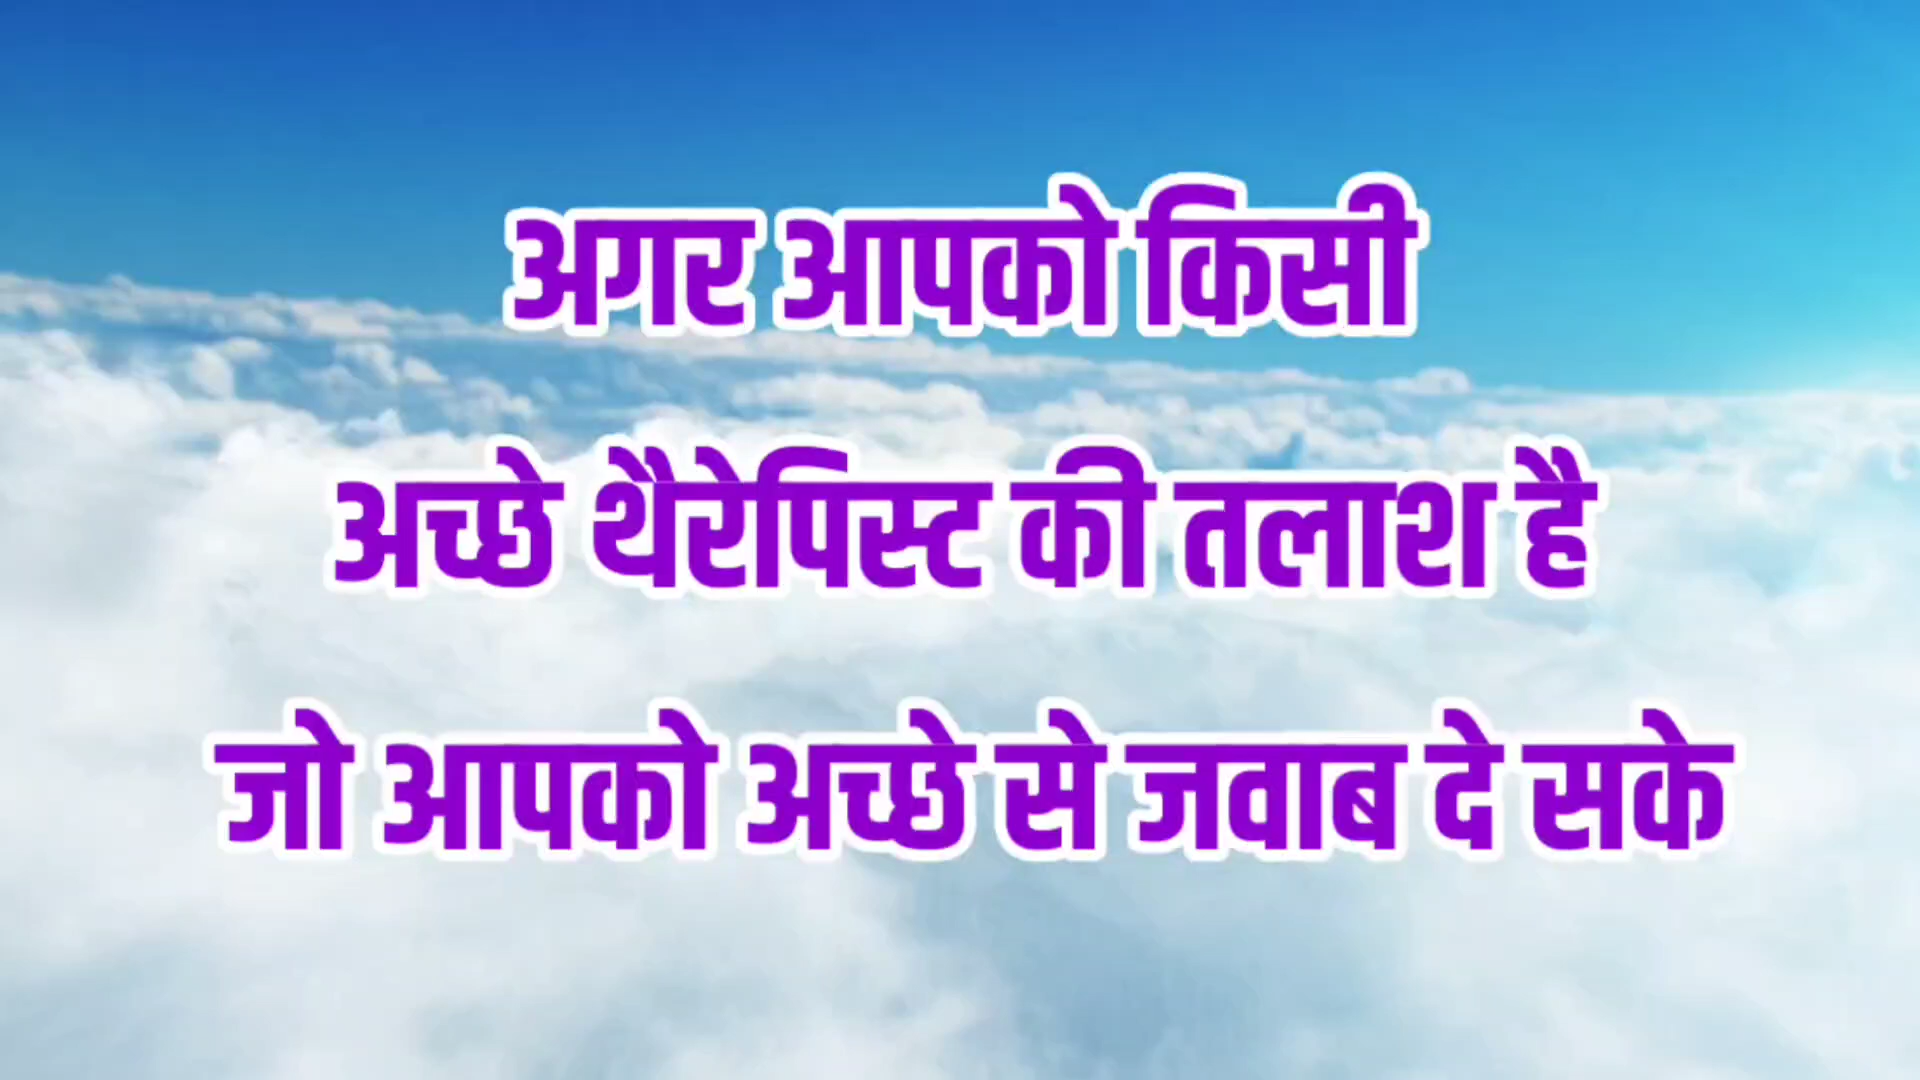 अगर आपको किसी
अच्छे थैरेपिस्ट की तलाश है
जो आपको अच्छे से जवाब दे सके